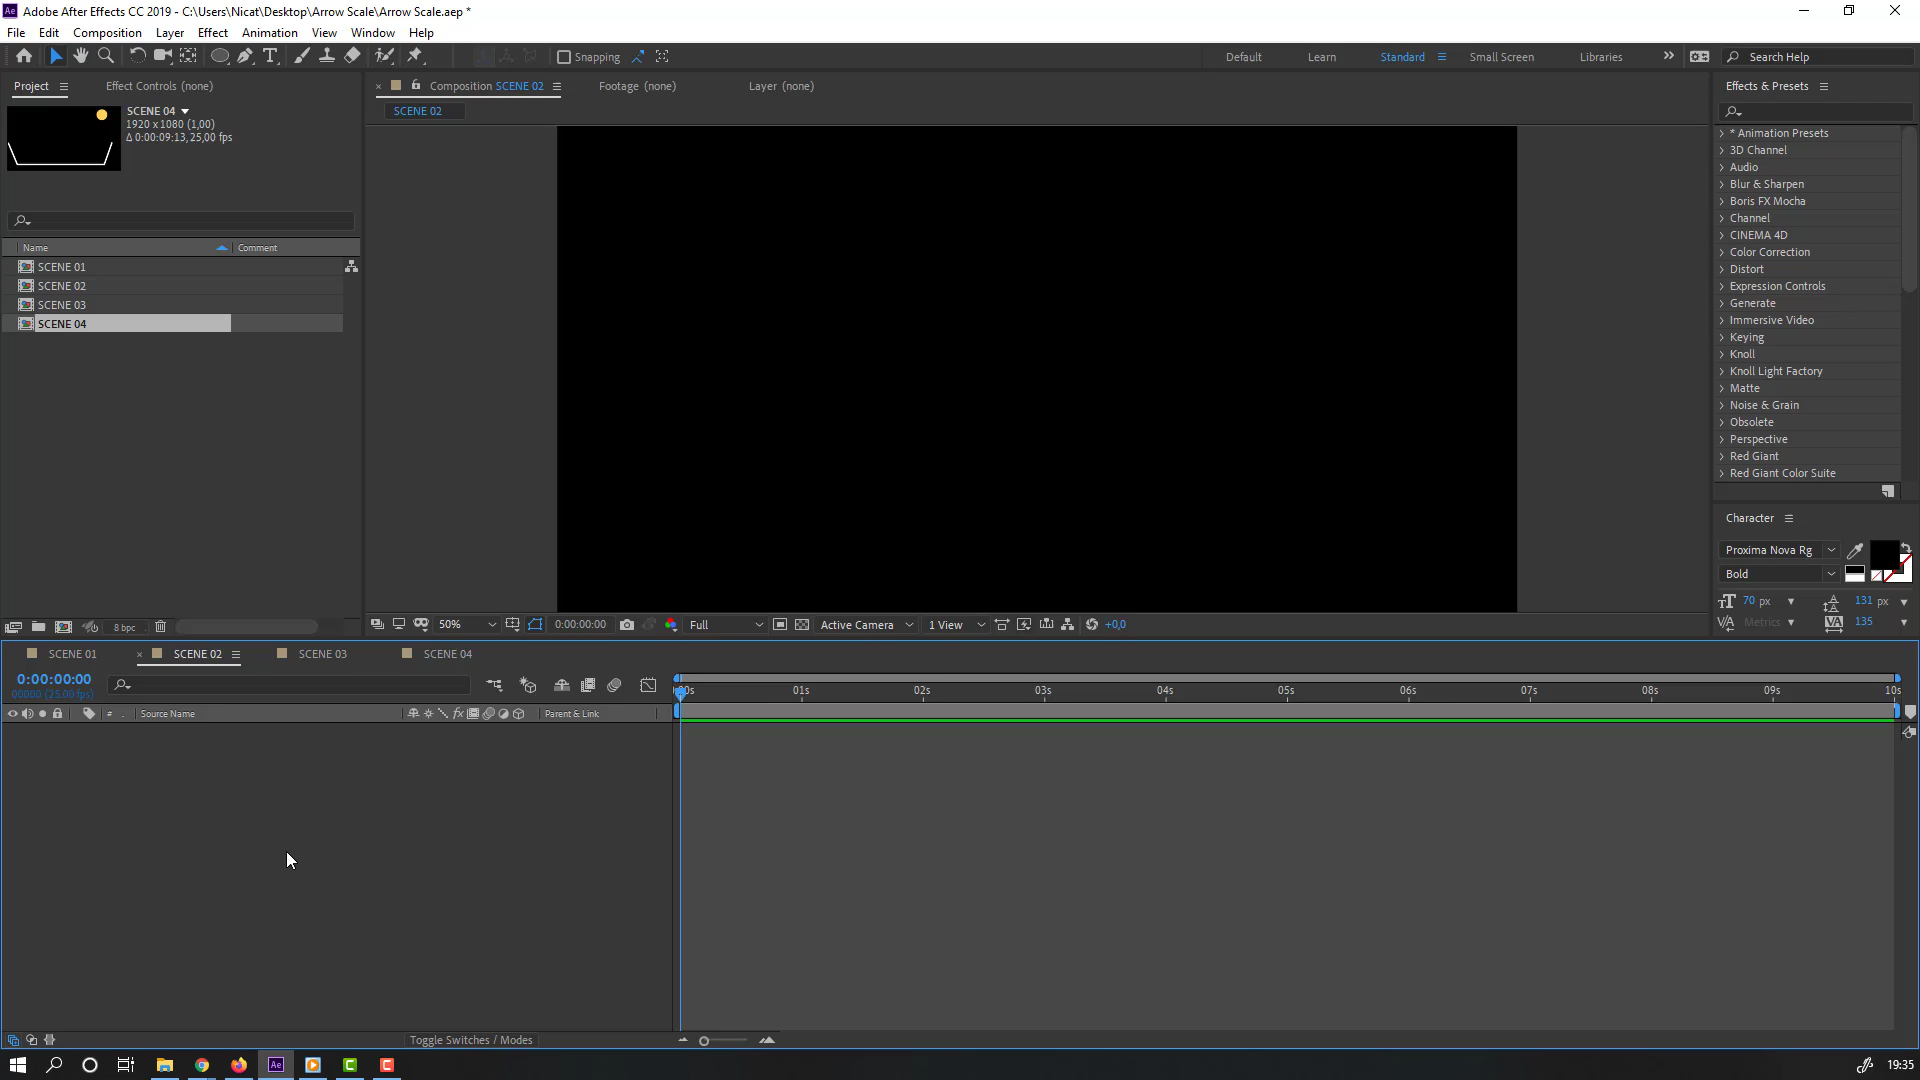 Adobe After Effects CC 2019 - C:\Users\Nicat\Desktop\Arrow Scale\Arrow Scale.aep *
File Edit Composition Layer Effect Animation View Window Help
Snapping Default Learn Standard Small Screen Libraries Search Help
Project Effect Controls (none) Composition SCENE 02 Footage (none) Layer (none) Effects & Presets
SCENE 04
1920 x 1080 (1,00)
Δ 0:00:09:13, 25,00 fps
SCENE 02
Name Comment
SCENE 01
SCENE 02
SCENE 03
SCENE 04
* Animation Presets
3D Channel
Audio
Blur & Sharpen
Boris FX Mocha
Channel
CINEMA 4D
Color Correction
Distort
Expression Controls
Generate
Immersive Video
Keying
Knoll
Knoll Light Factory
Matte
Noise & Grain
Obsolete
Perspective
Red Giant
Red Giant Color Suite
Character
Proxima Nova Rg
Bold
70 px 131 px
Metrics 135
8 bpc 50% 0:00:00:00 Full Active Camera 1 View +0,0
SCENE 01 SCENE 02 SCENE 03 SCENE 04
0:00:00:00
00000 (25.00 fps)
00s 01s 02s 03s 04s 05s 06s 07s 08s 09s 10s
# Source Name fx Parent & Link
Toggle Switches / Modes
Ae 19:35